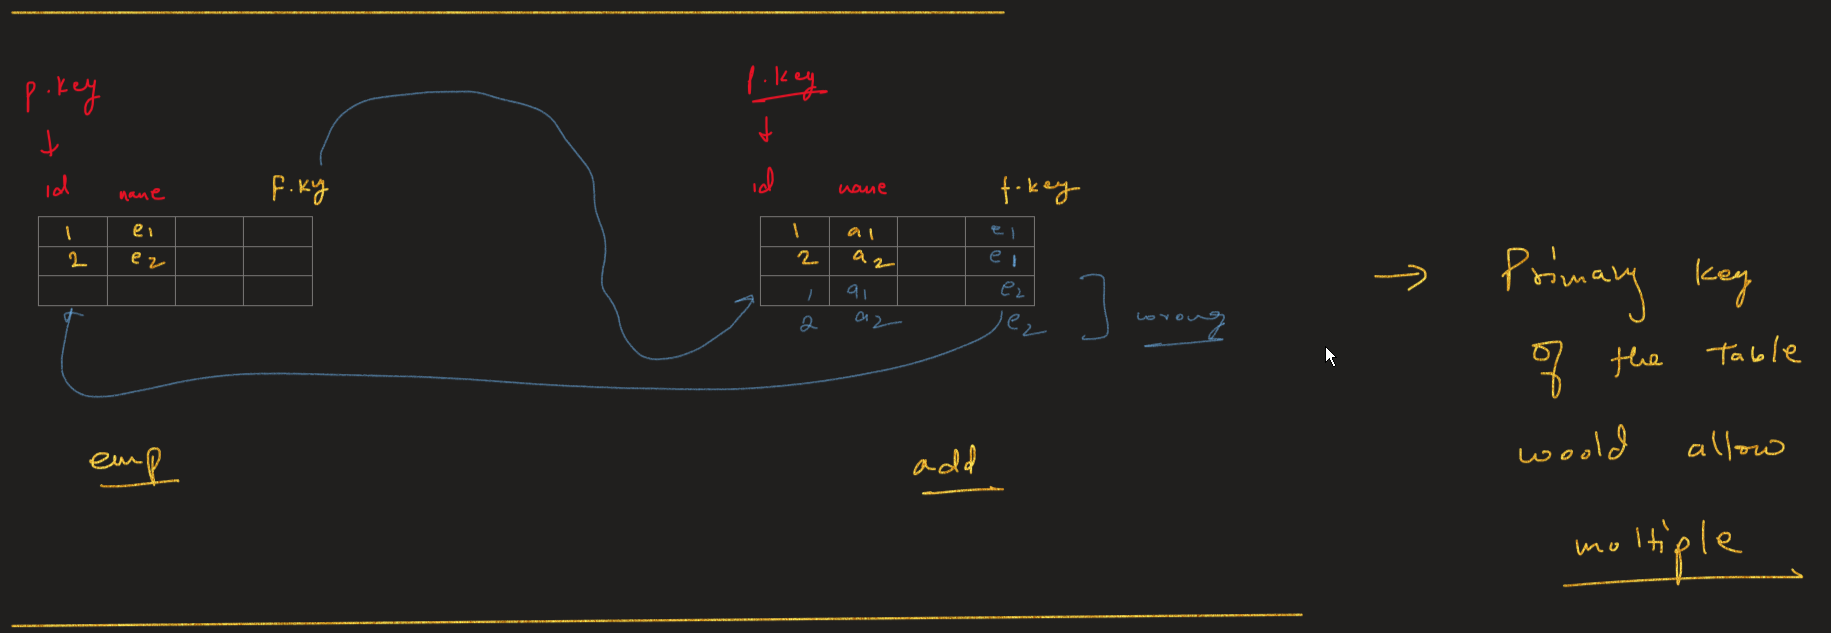 p.key
id name F.ky
1 e1
2 e2
emp
p.key
id name f.key
1 a1 e1
2 a2 e1
1 a1 e2
2 a2 e2
wrong
add
→ Primary key
of the table
would allow
multiple